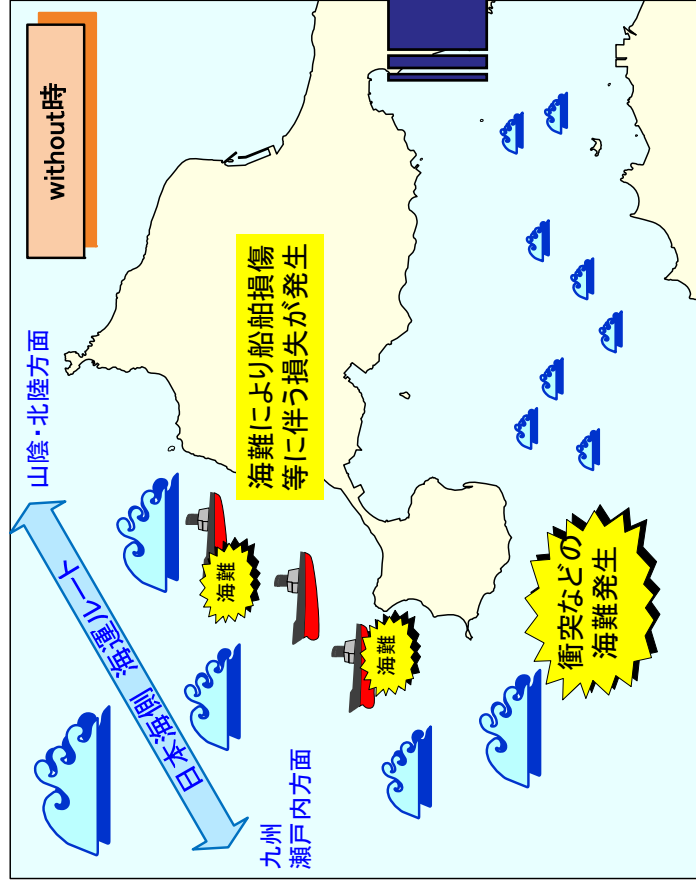 without時
山陰・北陸方面
日本海側 海運ルート
九州
瀬戸内方面
海難により船舶損傷
等に伴う損失が発生
海難
海難
衝突などの
海難発生